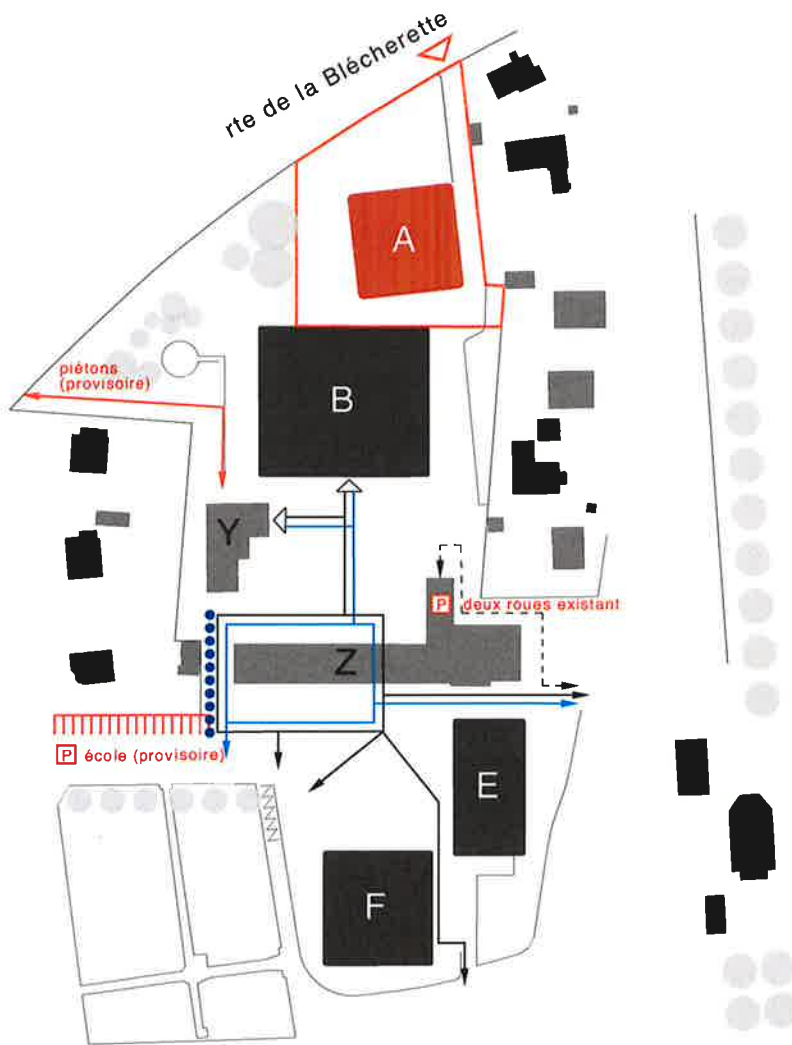 rte de la Blécherette
A
B
piétons
(provisoire)
Y
P deux roues existant
Z
P école (provisoire)
E
F